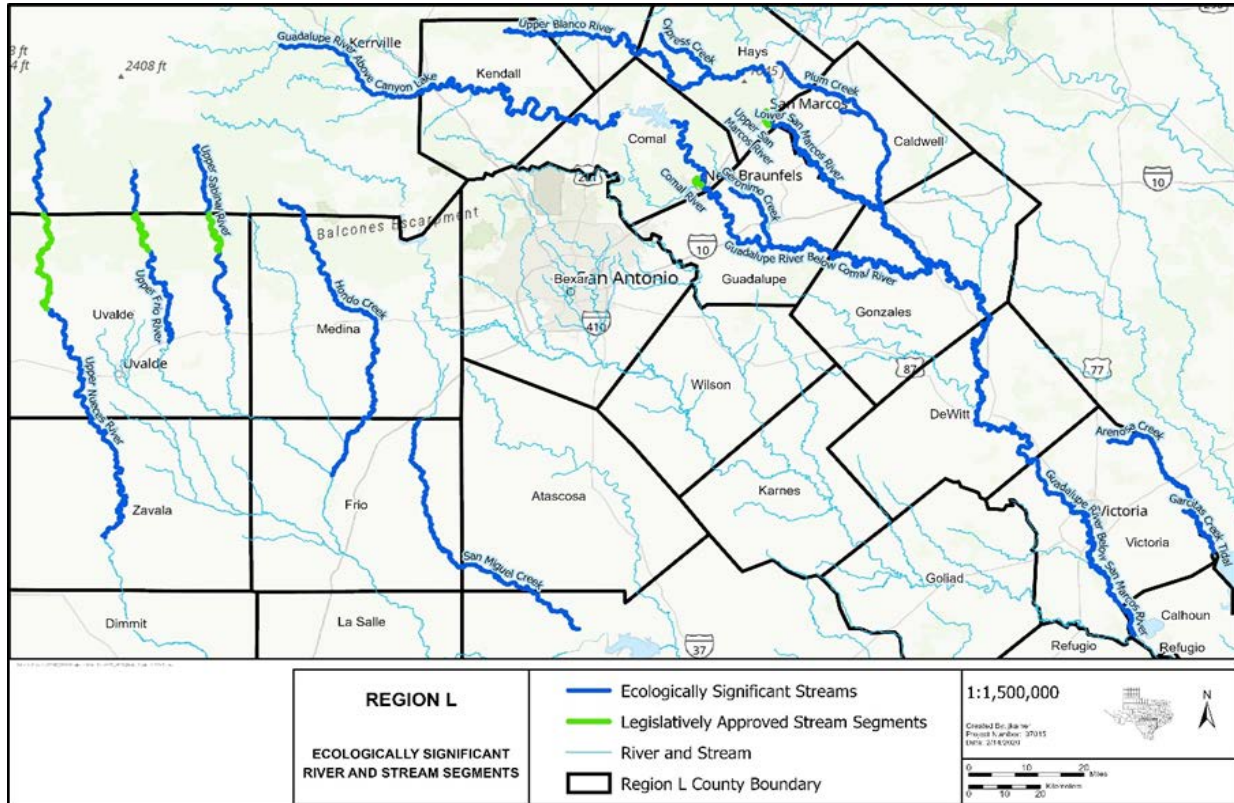 Upper Blanco River
Cypress Creek
Hays
Guadalupe River Above Canyon Lake
Kerrville
Kendall
2408 ft
Plum Creek
San Marcos
Lower San Marcos River
Upper San Marcos River
Comal
Caldwell
10
New Braunfels
Geronimo Creek
Comal River
Upper Sabinal River
Balcones Escarpment
10
Guadalupe River Below Comal River
San Antonio
Bexar
Guadalupe
Upper Frio River
Uvalde
Hondo Creek
Medina
410
Gonzales
Uvalde
Wilson
87
77
Upper Nueces River
DeWitt
Arenosa Creek
Zavala
Frio
Atascosa
Karnes
Guadalupe River Below San Marcos River
Victoria
Garcitas Creek Tidal
Victoria
San Miguel Creek
Goliad
Dimmit
La Salle
37
Calhoun
Refugio
Refugio
REGION L
ECOLOGICALLY SIGNIFICANT
RIVER AND STREAM SEGMENTS
Ecologically Significant Streams
Legislatively Approved Stream Segments
River and Stream
Region L County Boundary
1:1,500,000
N
0 10 20
Miles
0 10 20
Kilometers